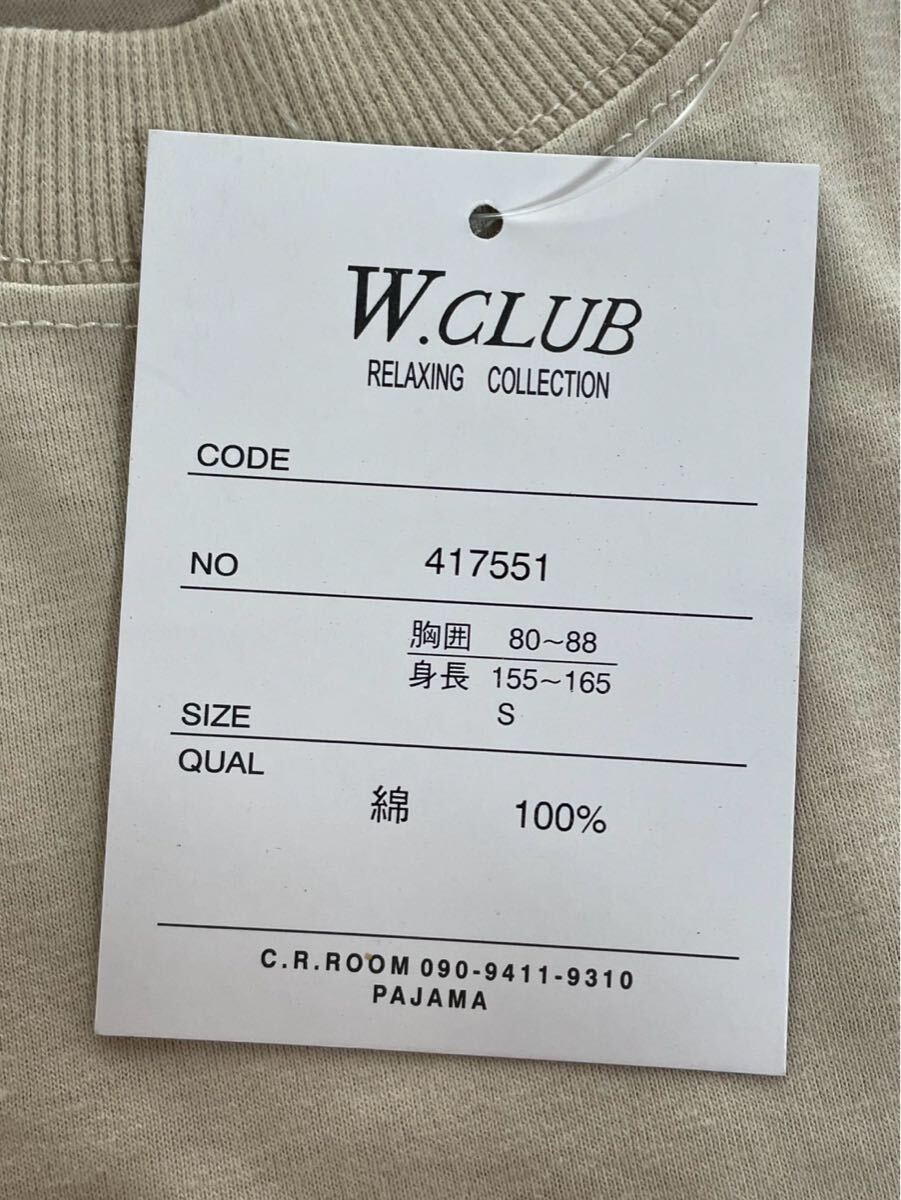 W.CLUB
RELAXING COLLECTION
CODE
NO 417551
胸囲 80~88
身長 155~165
SIZE S
QUAL
綿 100%
C.R.ROOM 090-9411-9310
PAJAMA